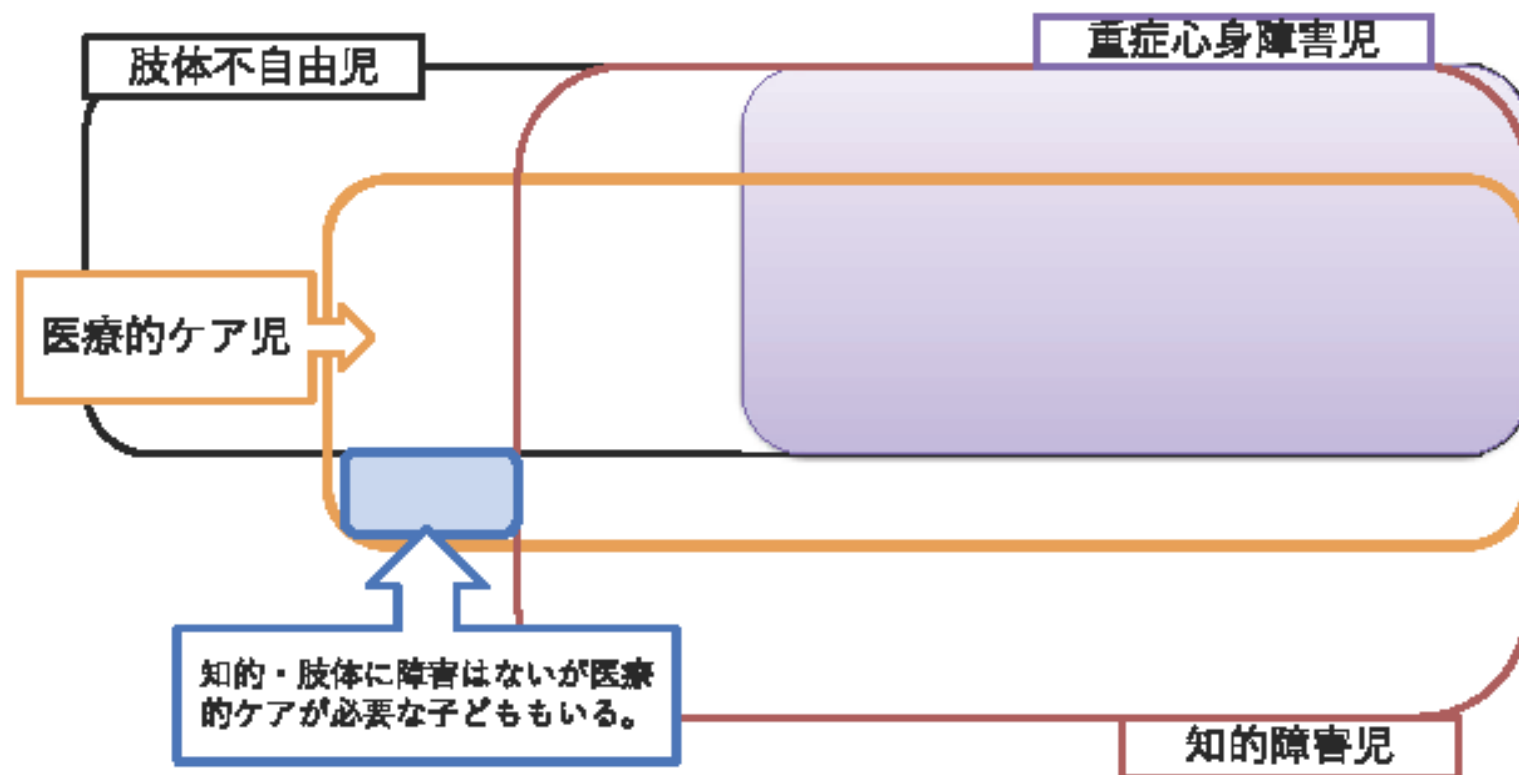 肢体不自由児
重症心身障害児
医療的ケア児
知的・肢体に障害はないが医療
的ケアが必要な子どももいる。
知的障害児